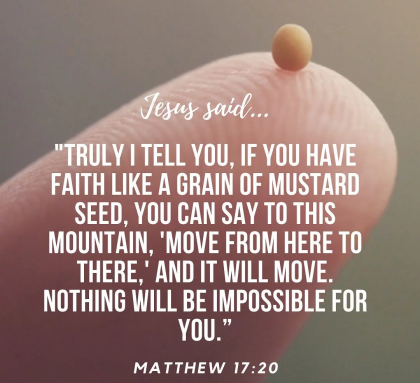 Jesus said...
"TRULY I TELL YOU, IF YOU HAVE
FAITH LIKE A GRAIN OF MUSTARD
SEED, YOU CAN SAY TO THIS
MOUNTAIN, 'MOVE FROM HERE TO
THERE,' AND IT WILL MOVE.
NOTHING WILL BE IMPOSSIBLE FOR
YOU.”
MATTHEW 17:20